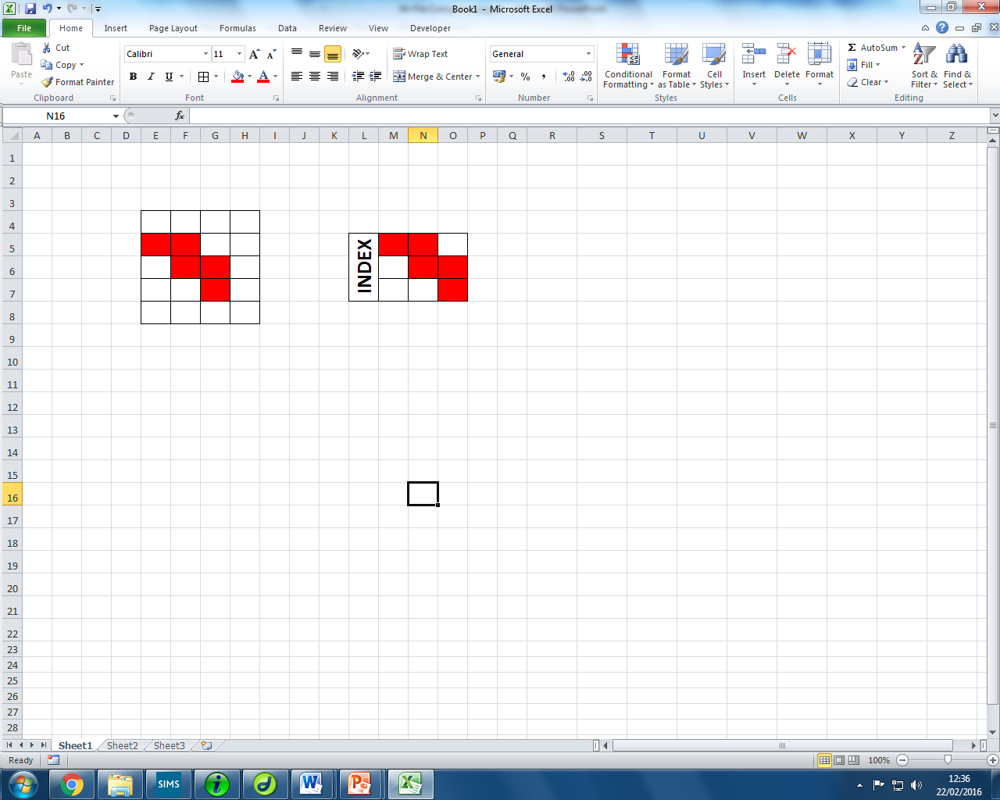 Book1 - Microsoft Excel
File Home Insert Page Layout Formulas Data Review View Developer
Paste
Cut
Copy
Format Painter
Clipboard
Calibri 11
B I U
Font
Wrap Text
Merge & Center
Alignment
General
%
,
Number
Conditional Formatting
Format as Table
Cell Styles
Styles
Insert
Delete
Format
Cells
Σ AutoSum
Fill
Clear
Sort & Filter
Find & Select
Editing
N16
fx
A B C D E F G H I J K L M N O P Q R S T U V W X Y Z
1
2
3
4
5
6
7
8
9
10
11
12
13
14
15
16
17
18
19
20
21
22
23
24
25
26
27
28
INDEX
Sheet1 Sheet2 Sheet3
Ready
100%
SIMS
12:36
22/02/2016